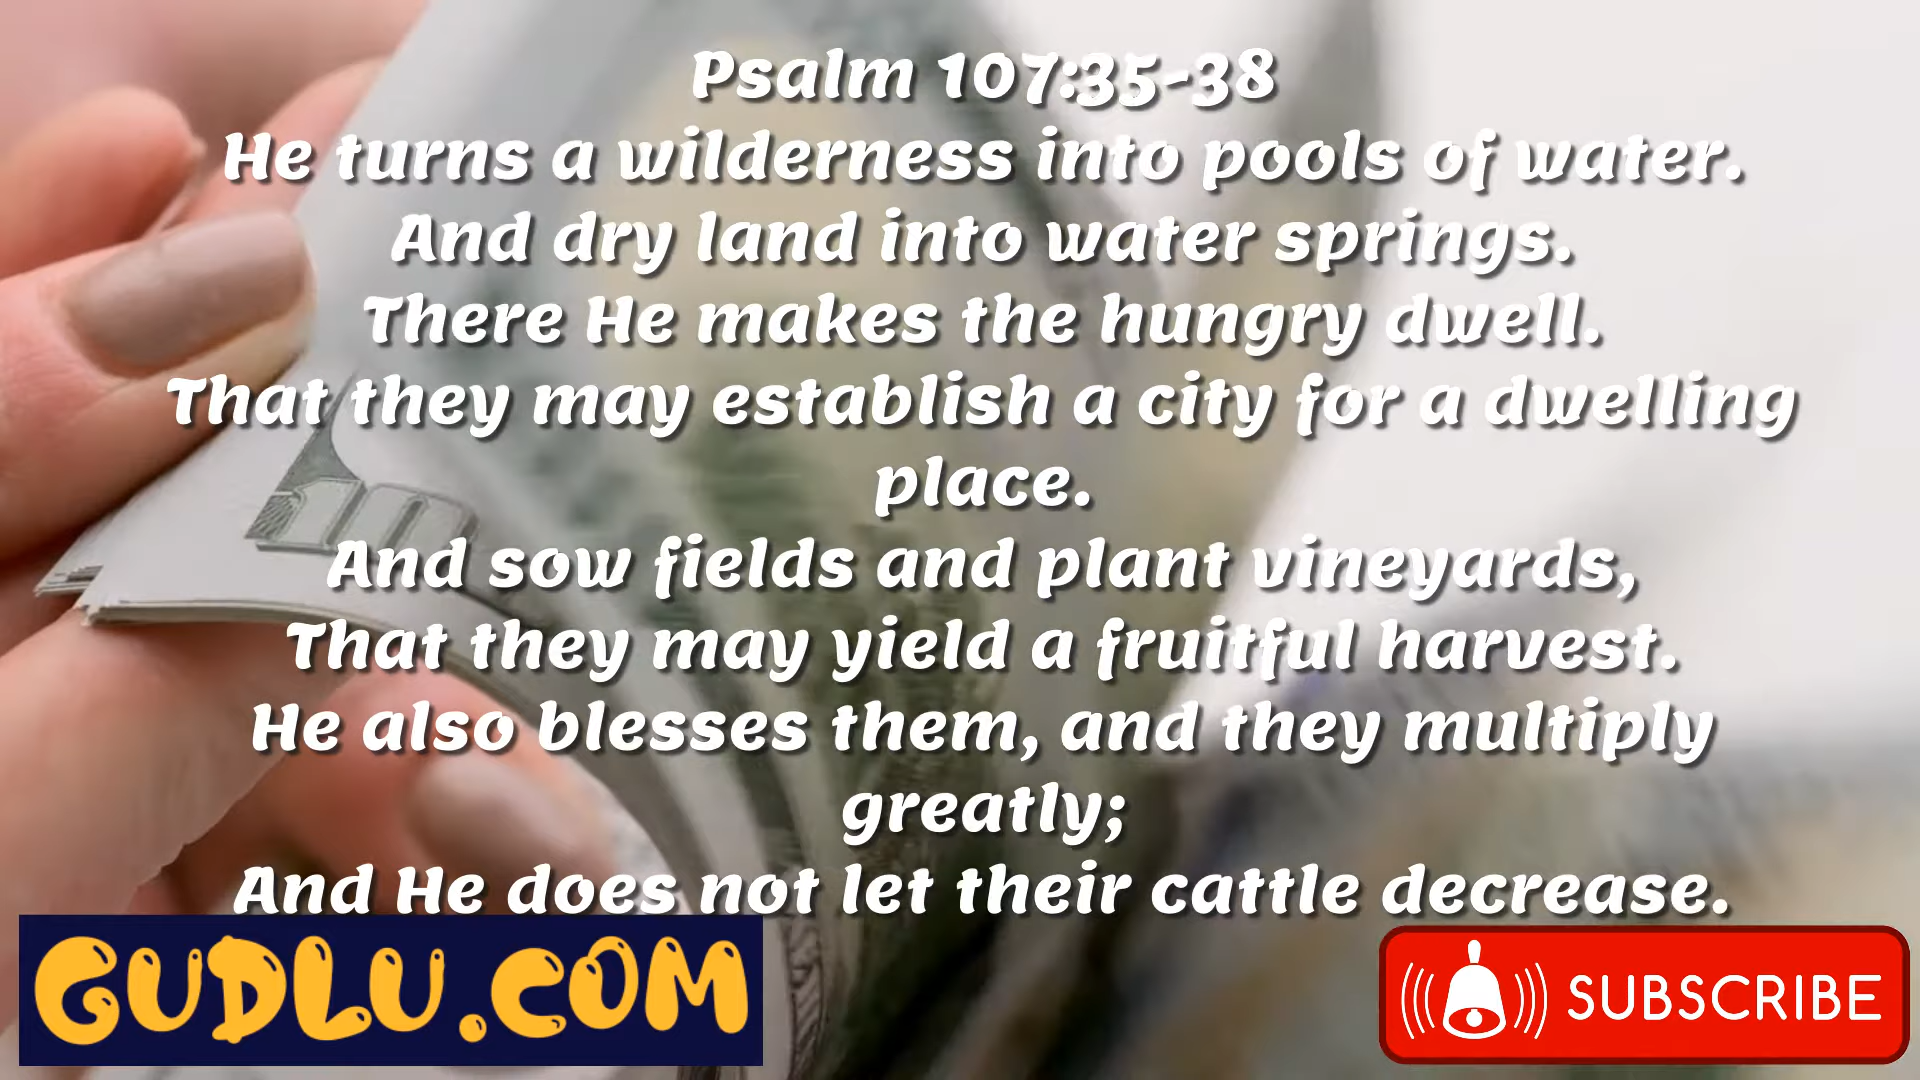 Psalm 107:35-38
He turns a wilderness into pools of water.
And dry land into water springs.
There He makes the hungry dwell.
That they may establish a city for a dwelling
place.
And sow fields and plant vineyards,
That they may yield a fruitful harvest.
He also blesses them, and they multiply
greatly;
And He does not let their cattle decrease.
GUDLU.COM
SUBSCRIBE
10